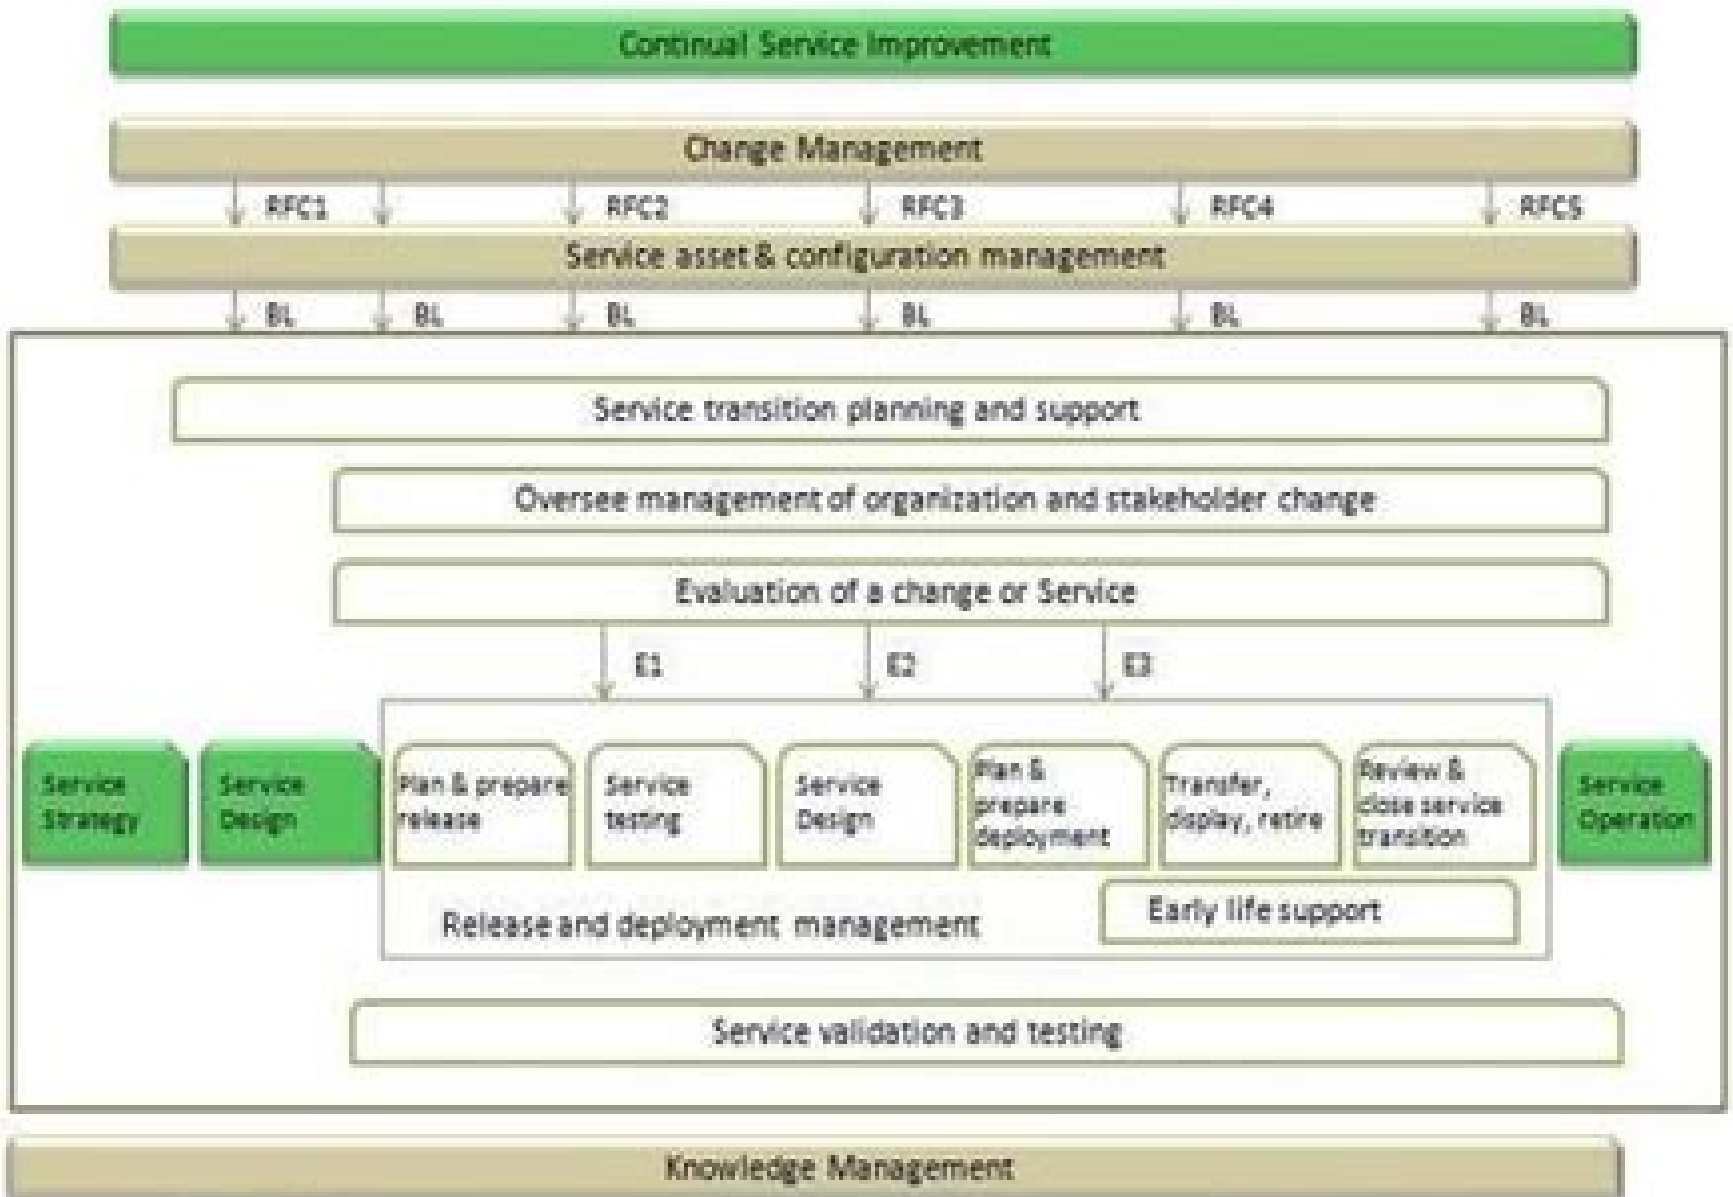 Continual Service Improvement
Change Management
RFC1
RFC2
RFC3
RFC4
RFC5
Service asset & configuration management
BL
BL
BL
BL
BL
BL
Service transition planning and support
Oversee management of organization and stakeholder change
Evaluation of a change or Service
E1
E2
E3
Service
Strategy
Service
Design
Plan & prepare
release
Service
testing
Service
Design
Plan &
prepare
deployment
Transfer,
display, retire
Review &
close service
transition
Service
Operation
Release and deployment management
Early life support
Service validation and testing
Knowledge Management